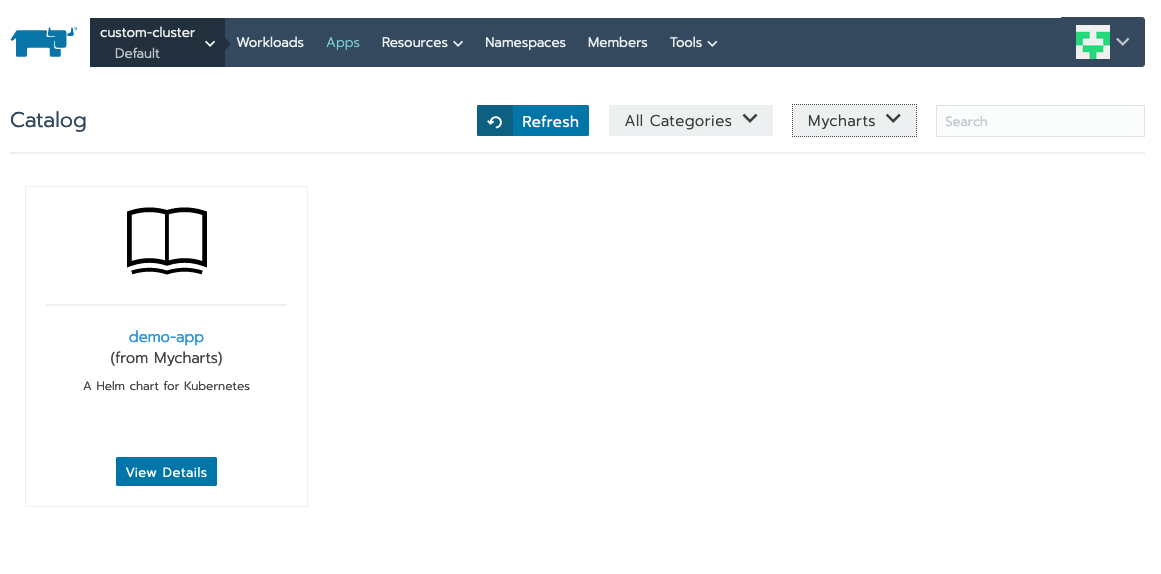 custom-cluster
Default
Workloads
Apps
Resources
Namespaces
Members
Tools
Catalog
Refresh
All Categories
Mycharts
Search
demo-app
(from Mycharts)
A Helm chart for Kubernetes
View Details